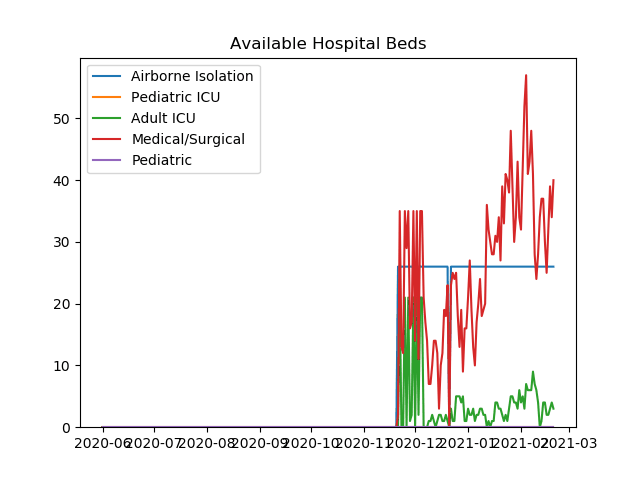 Available Hospital Beds
Airborne Isolation
Pediatric ICU
Adult ICU
Medical/Surgical
Pediatric
50
40
30
20
10
0
2020-06 2020-07 2020-08 2020-09 2020-10 2020-11 2020-12 2021-01 2021-02 2021-03